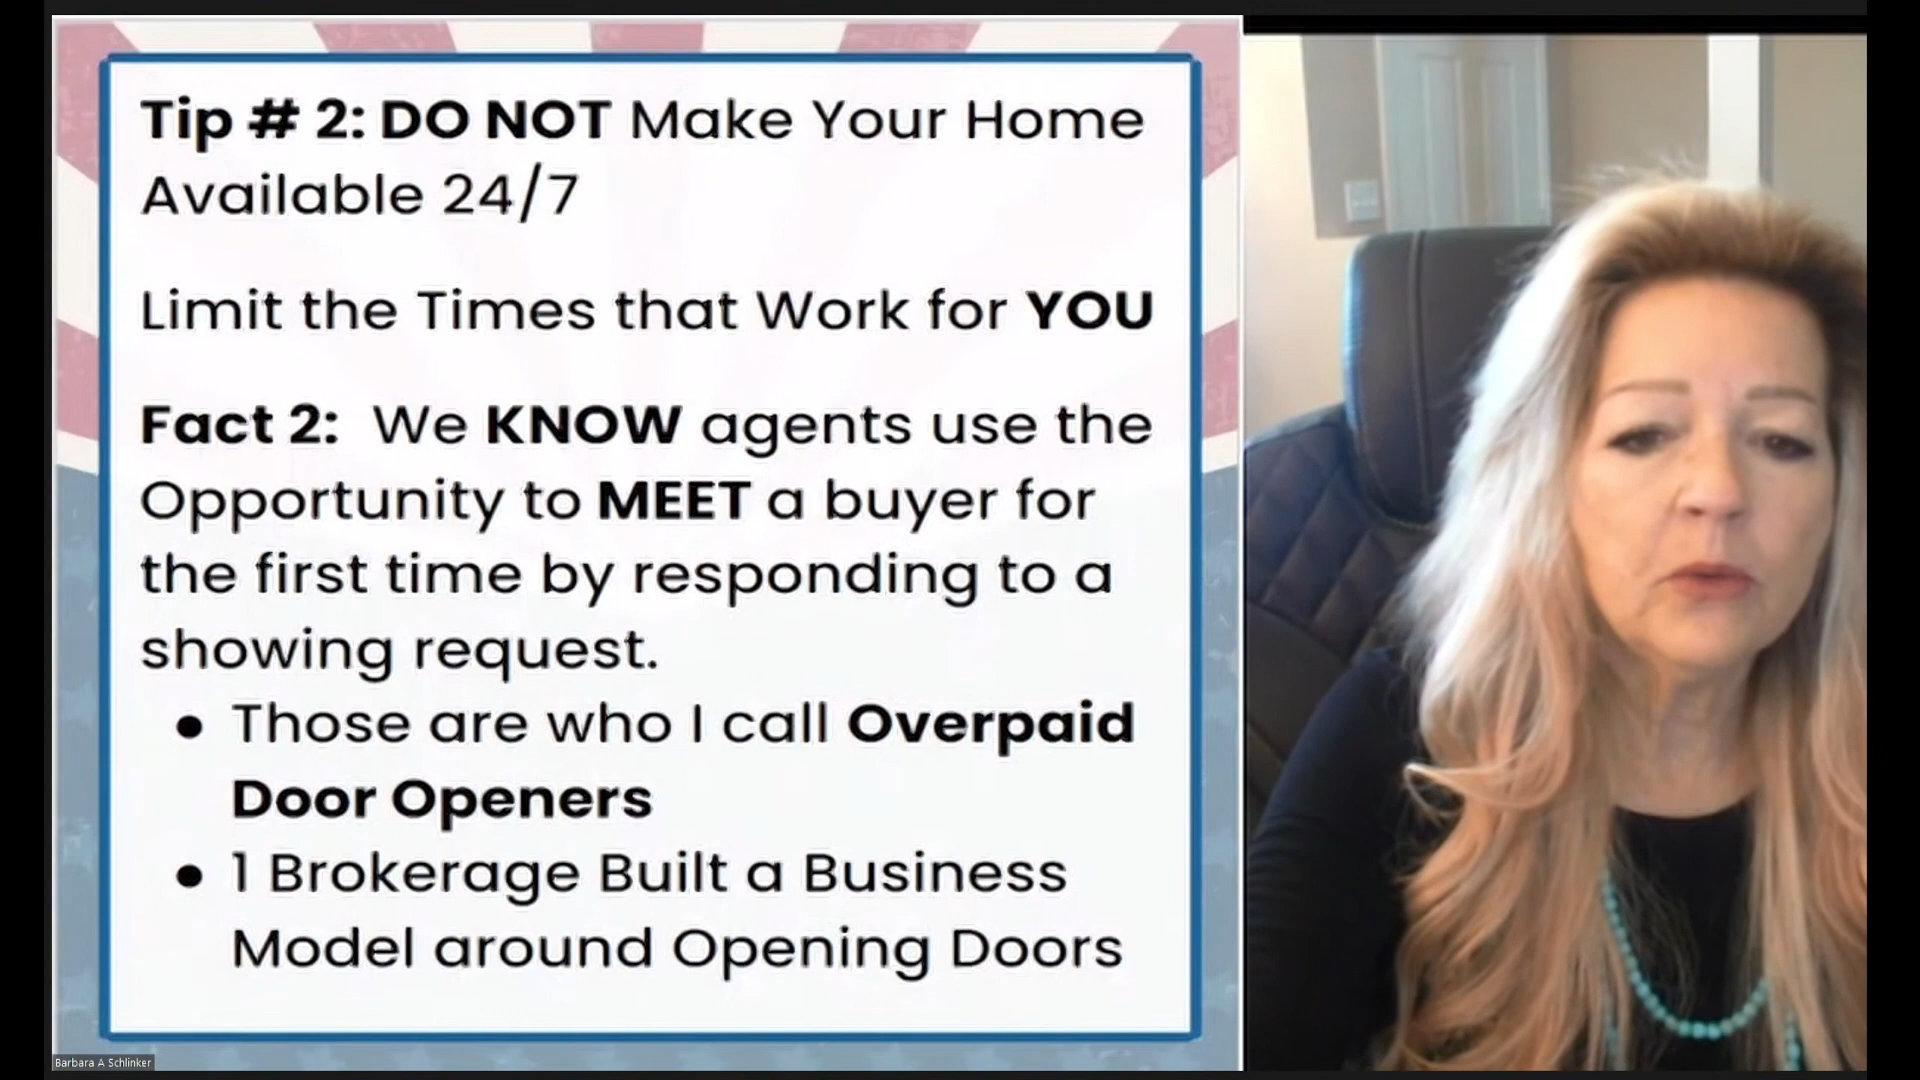 Tip # 2: DO NOT Make Your Home
Available 24/7
Limit the Times that Work for YOU
Fact 2: We KNOW agents use the
Opportunity to MEET a buyer for
the first time by responding to a
showing request.
● Those are who I call Overpaid
Door Openers
● 1 Brokerage Built a Business
Model around Opening Doors
Barbara A Schlinker